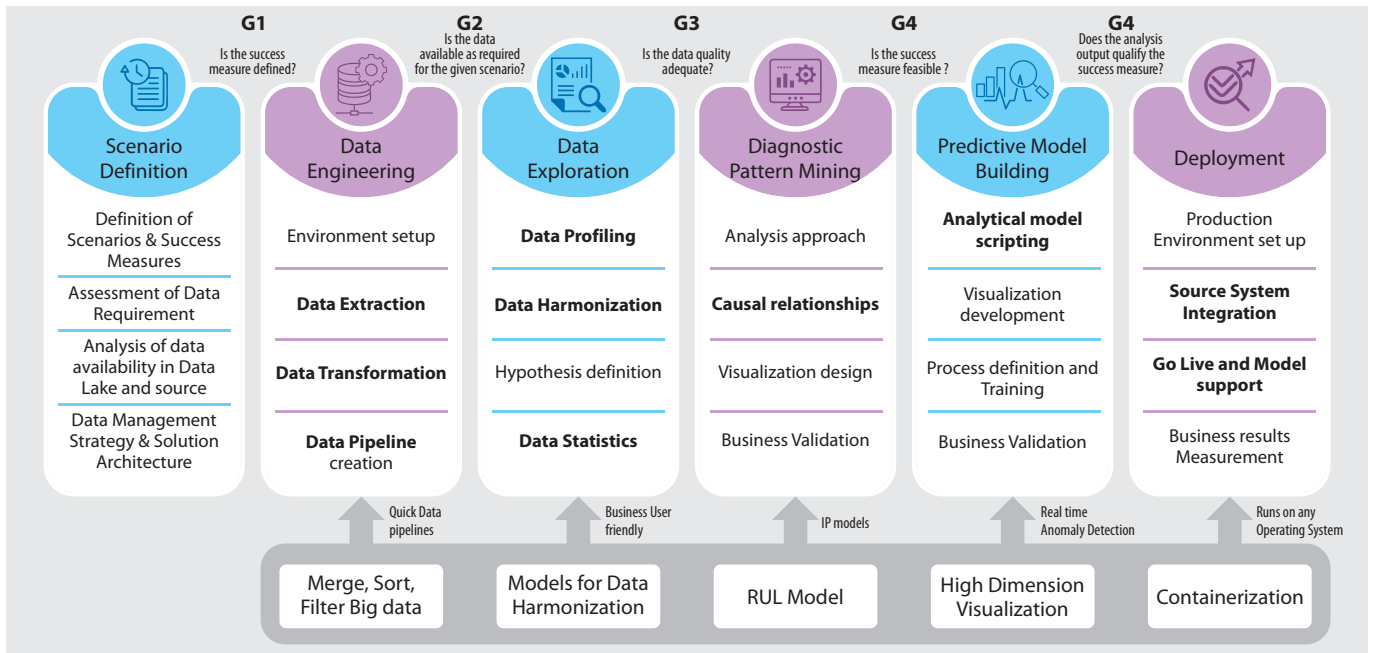 G1
Is the success
measure defined?
G2
Is the data
available as required
for the given scenario?
G3
Is the data quality
adequate?
G4
Is the success
measure feasible ?
G4
Does the analysis
output qualify the
success measure?
Scenario
Definition
Definition of
Scenarios & Success
Measures
Assessment of Data
Requirement
Analysis of data
availability in Data
Lake and source
Data Management
Strategy & Solution
Architecture
Data
Engineering
Environment setup
Data Extraction
Data Transformation
Data Pipeline
creation
Data
Exploration
Data Profiling
Data Harmonization
Hypothesis definition
Data Statistics
Diagnostic
Pattern Mining
Analysis approach
Causal relationships
Visualization design
Business Validation
Predictive Model
Building
Analytical model
scripting
Visualization
development
Process definition and
Training
Business Validation
Deployment
Production
Environment set up
Source System
Integration
Go Live and Model
support
Business results
Measurement
Quick Data
pipelines
Business User
friendly
IP models
Real time
Anomaly Detection
Runs on any
Operating System
Merge, Sort,
Filter Big data
Models for Data
Harmonization
RUL Model
High Dimension
Visualization
Containerization